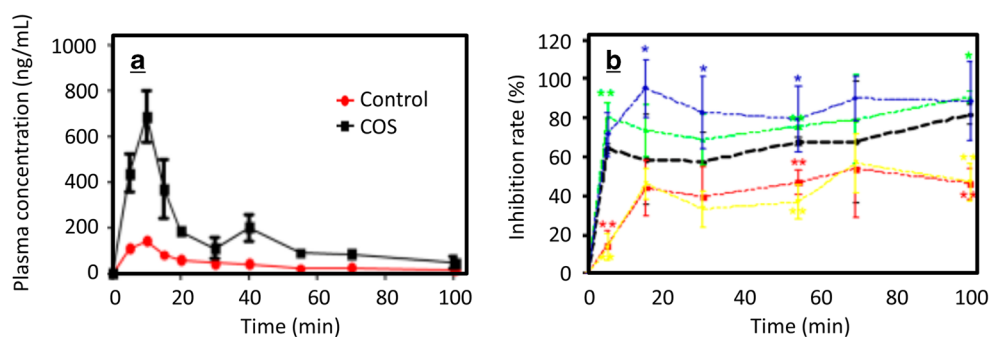 a
Plasma concentration (ng/mL)
1000
800
600
400
200
0
0 20 40 60 80 100
Time (min)
Control
COS
b
Inhibition rate (%)
120
100
80
60
40
20
0
0 20 40 60 80 100
Time (min)
*
*
*
*
**
**
**
**
**
**
**
**